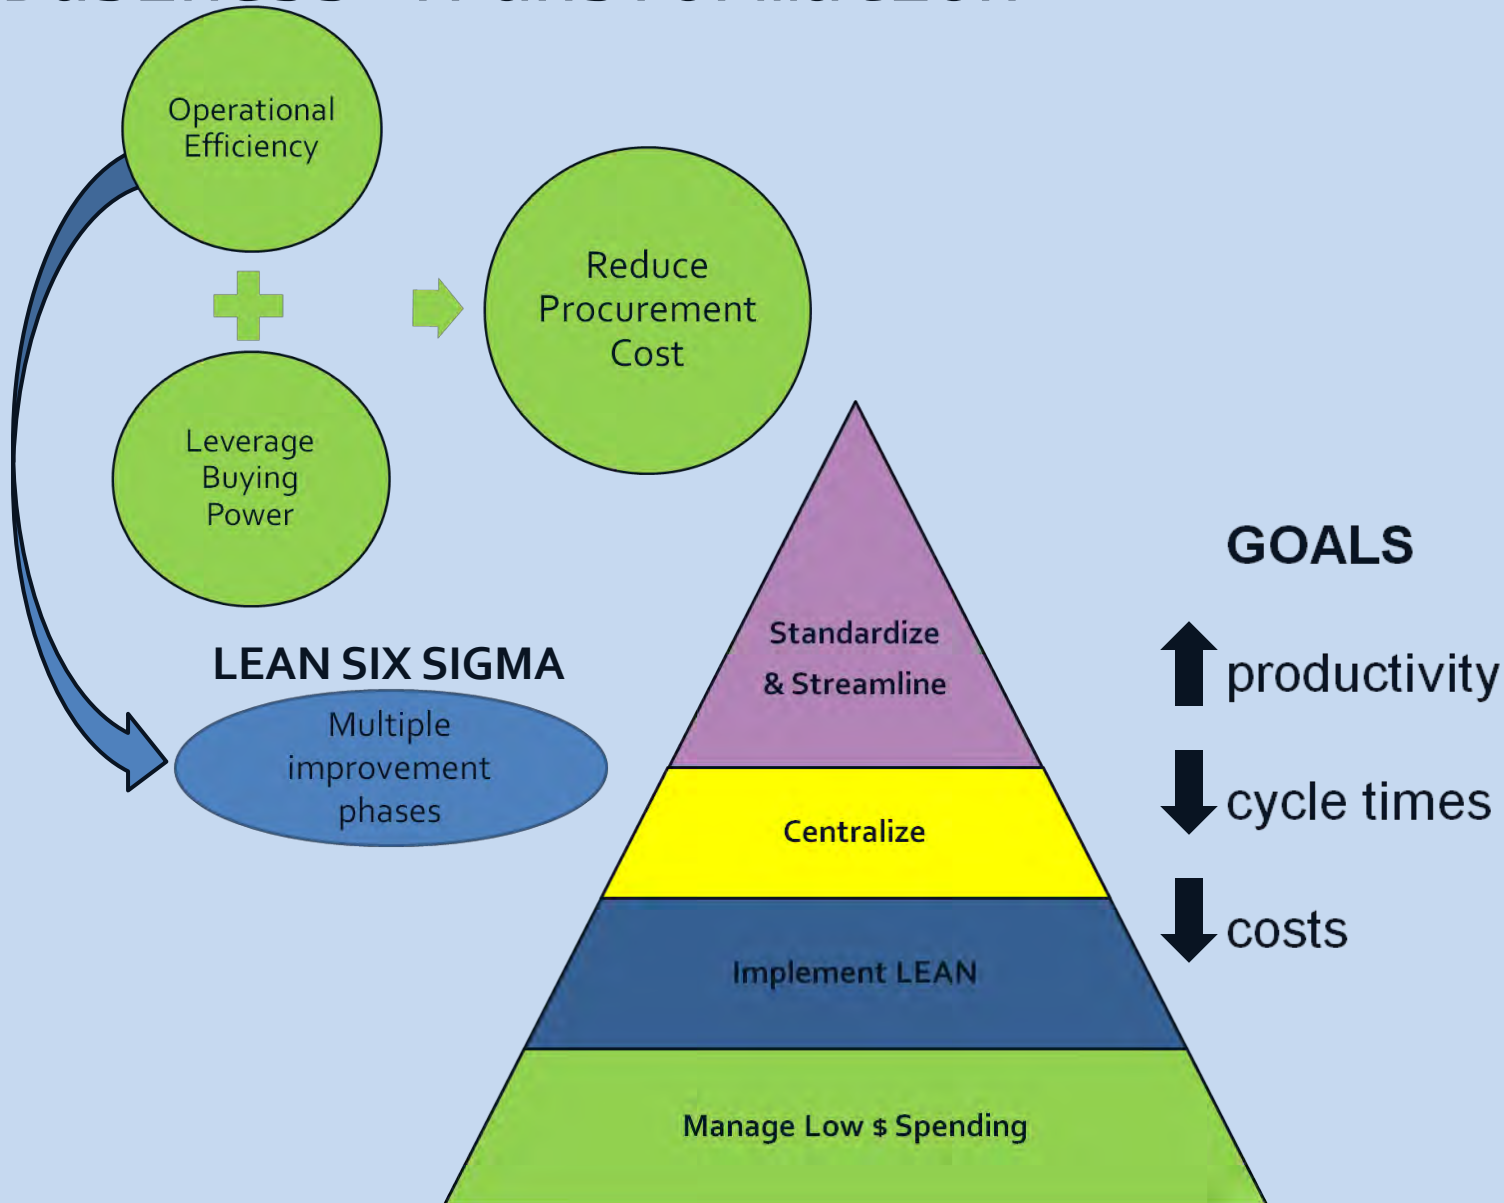 Operational
Efficiency
Reduce
Procurement
Cost
Leverage
Buying
Power
LEAN SIX SIGMA
Multiple
improvement
phases
Standardize
& Streamline
Centralize
Implement LEAN
Manage Low $ Spending
GOALS
productivity
cycle times
costs